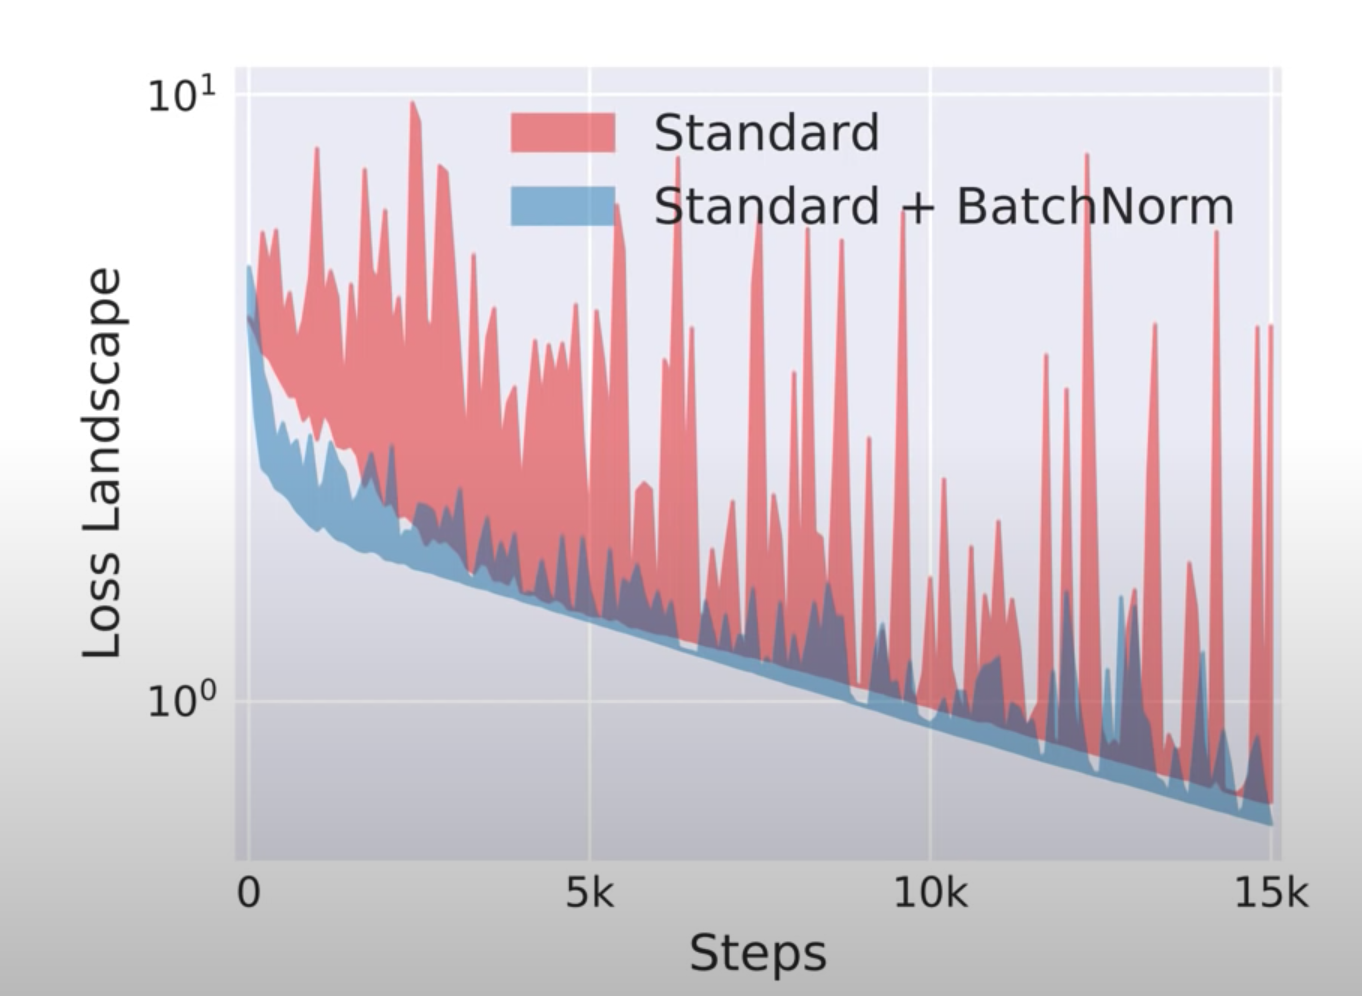 10¹
Standard
Standard + BatchNorm
Loss Landscape
10⁰
0 5k 10k 15k
Steps